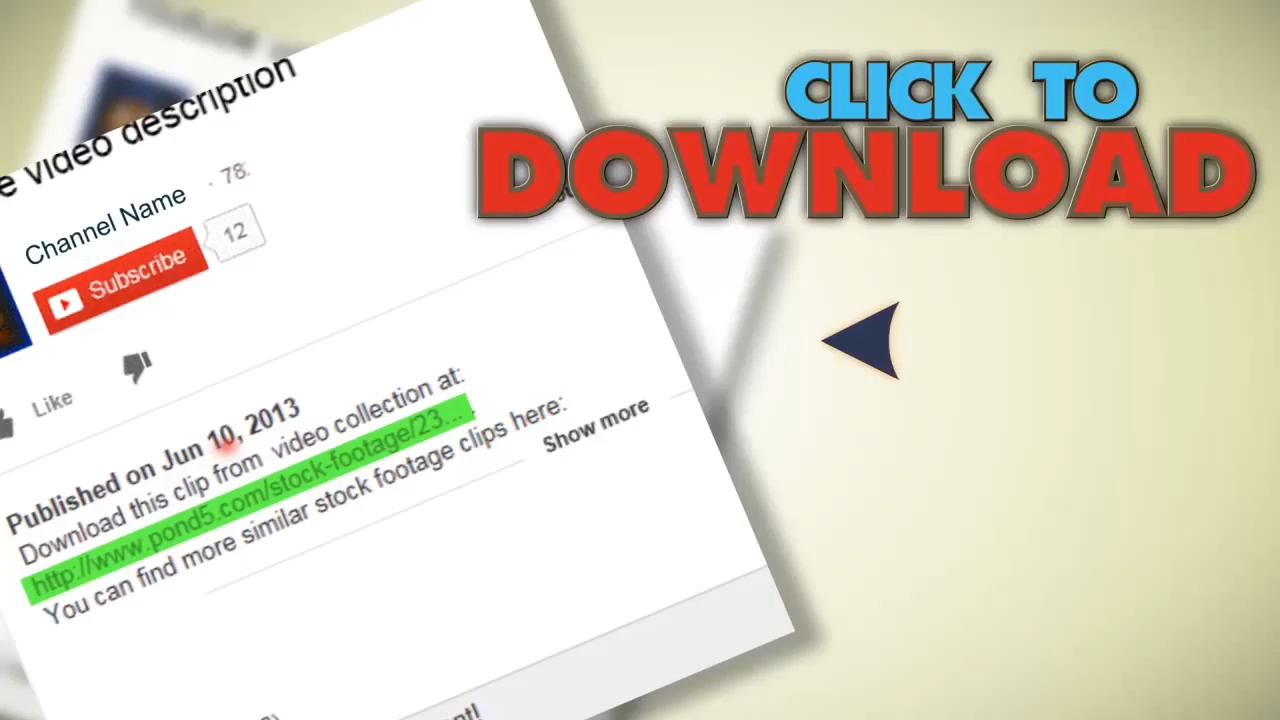 CLICK TO
DOWNLOAD
e video description
Channel Name
· 78
Subscribe
12
Like
Published on Jun 10, 2013
Download this clip from video collection at:
http://www.pond5.com/stock-footage/23...
You can find more similar stock footage clips here:
Show more